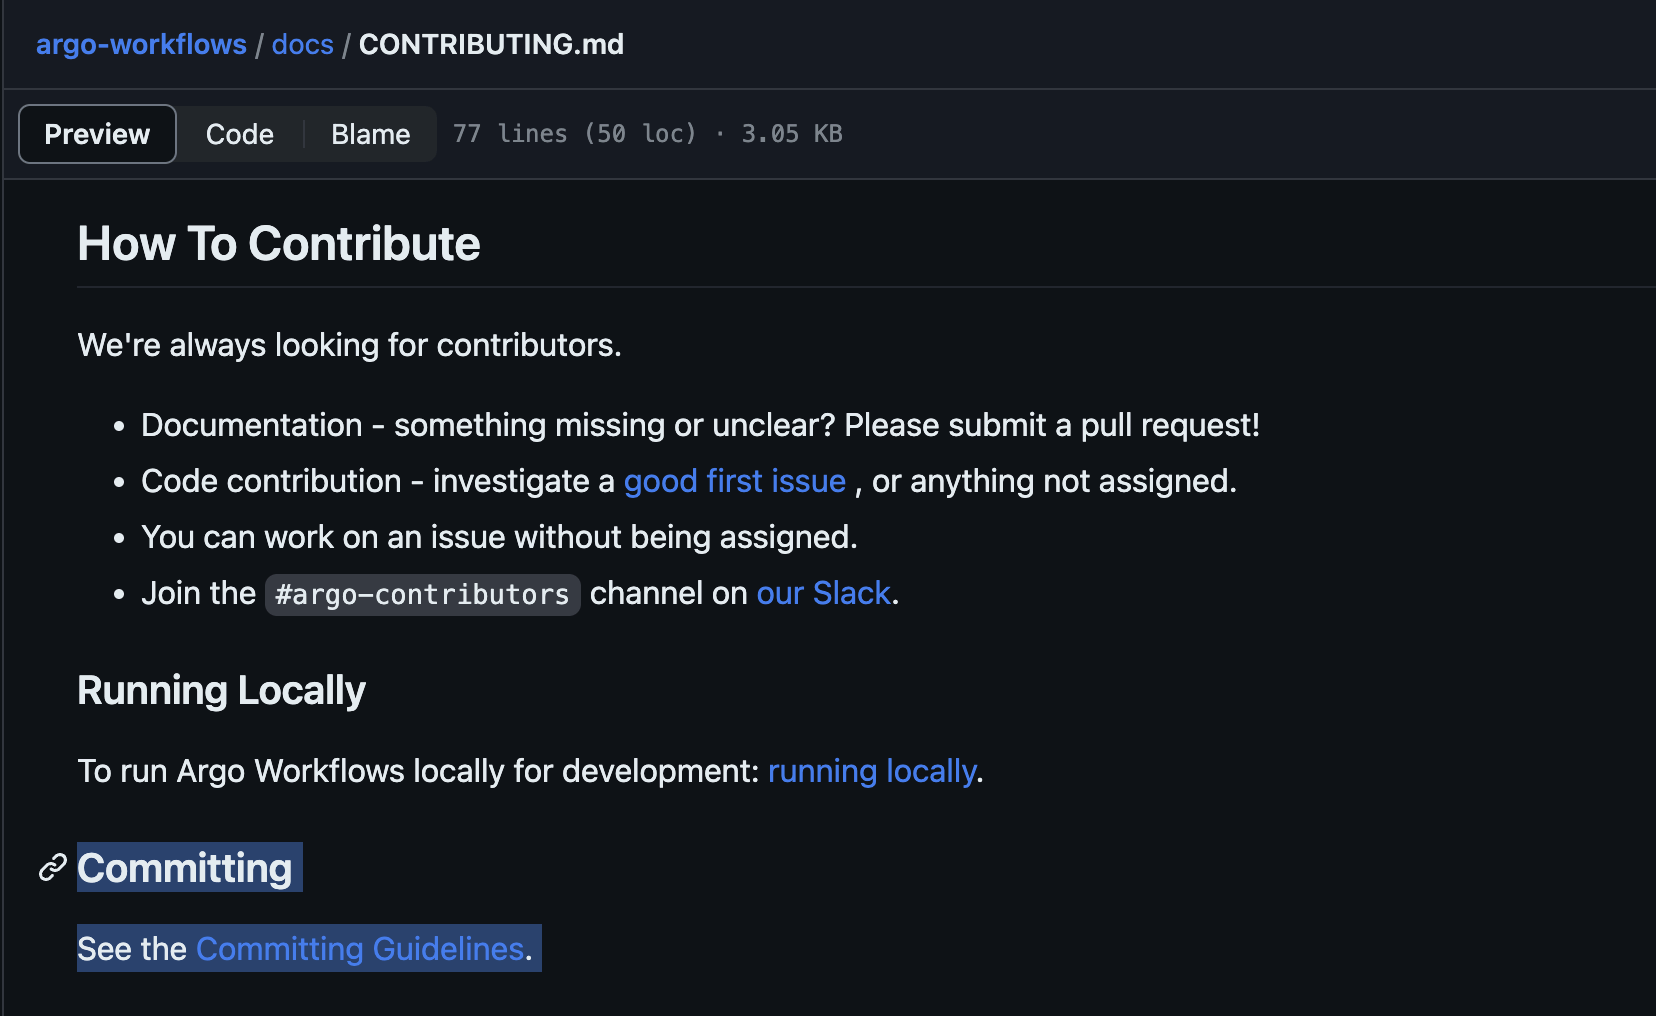 argo-workflows / docs / CONTRIBUTING.md
Preview Code Blame 77 lines (50 loc) · 3.05 KB
How To Contribute
We're always looking for contributors.
• Documentation - something missing or unclear? Please submit a pull request!
• Code contribution - investigate a good first issue , or anything not assigned.
• You can work on an issue without being assigned.
• Join the #argo-contributors channel on our Slack.
Running Locally
To run Argo Workflows locally for development: running locally.
Committing
See the Committing Guidelines.